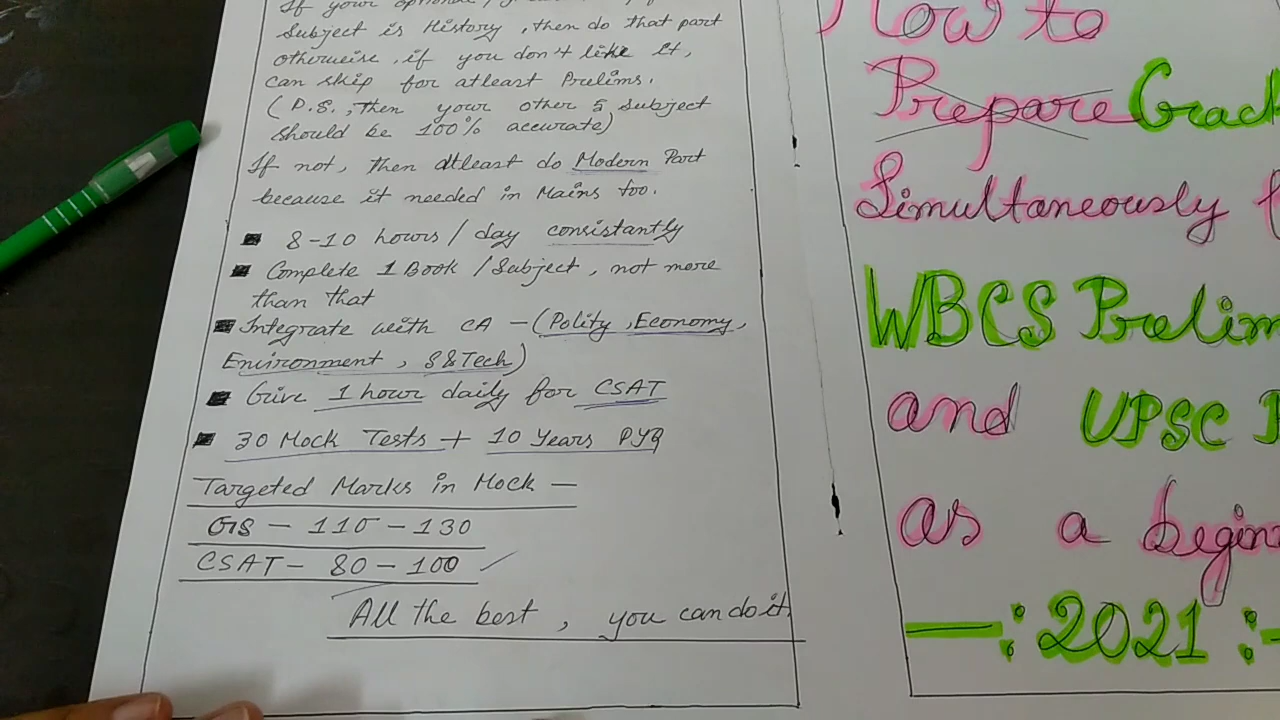 If your optional /
Subject is History, then do that part
otherweise, if you don't like it,
can skip for atleast Prelims.
(P.S., Then your other 5 subject
should be 100% accurate)
If not, then atleast do Modern Part
because it needed in Mains too.
8-10 hours / day consistantly
Complete 1 Book / Subject, not more
than that
Integrate with CA - (Polity, Economy,
Environment, S&Tech)
Give 1 hour daily for CSAT
30 Mock Tests + 10 Years PYQ
Targeted Marks in Mock -
GS - 110 - 130
CSAT - 80 - 100
All the best, you can do it.
How to
Prepare Crack
Simultaneously
WBCS Prelim
and UPSC
as a begin
-: 2021 :-